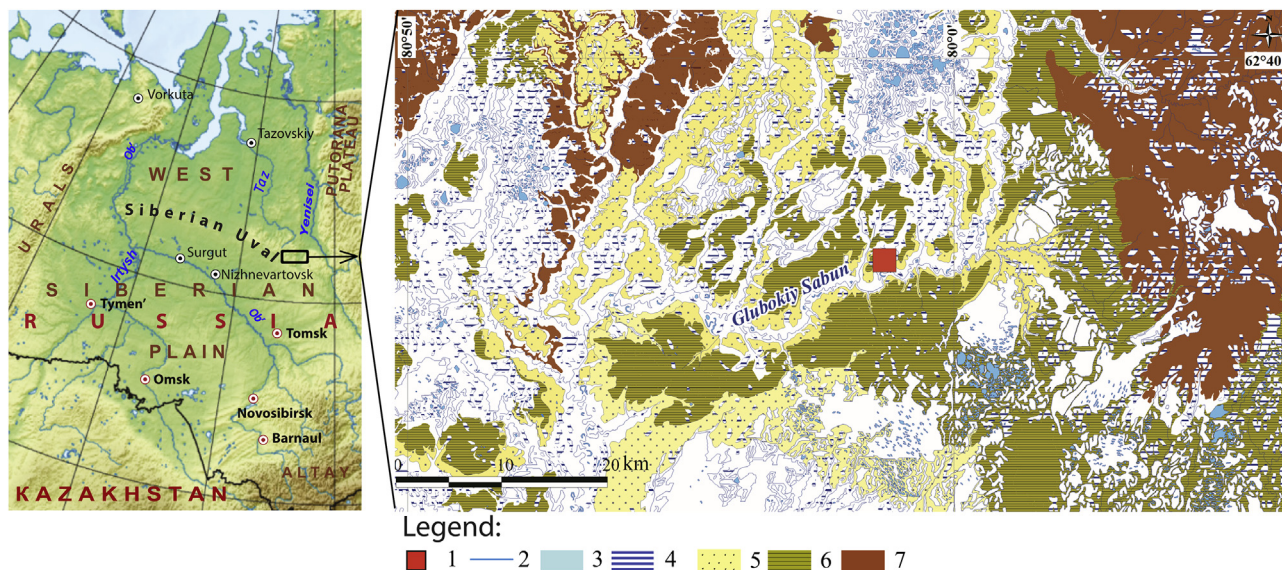 Vorkuta
Tazovskiy
Ob'
WEST
Taz
Yenisei
PUTORANA
PLATEAU
URALS
Siberian Uval
Surgut
Nizhnevartovsk
Irtysh
SIBERIAN
Tymen'
RUSSIA
Ob'
Tomsk
PLAIN
Omsk
Novosibirsk
Barnaul
ALTAY
KAZAKHSTAN
80°50'
80°0'
62°40'
Glubokiy Sabun
0 10 20 km
Legend:
1 2 3 4 5 6 7